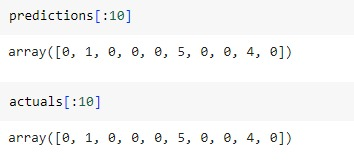 predictions[:10]
array([0, 1, 0, 0, 0, 5, 0, 0, 4, 0])
actuals[:10]
array([0, 1, 0, 0, 0, 5, 0, 0, 4, 0])